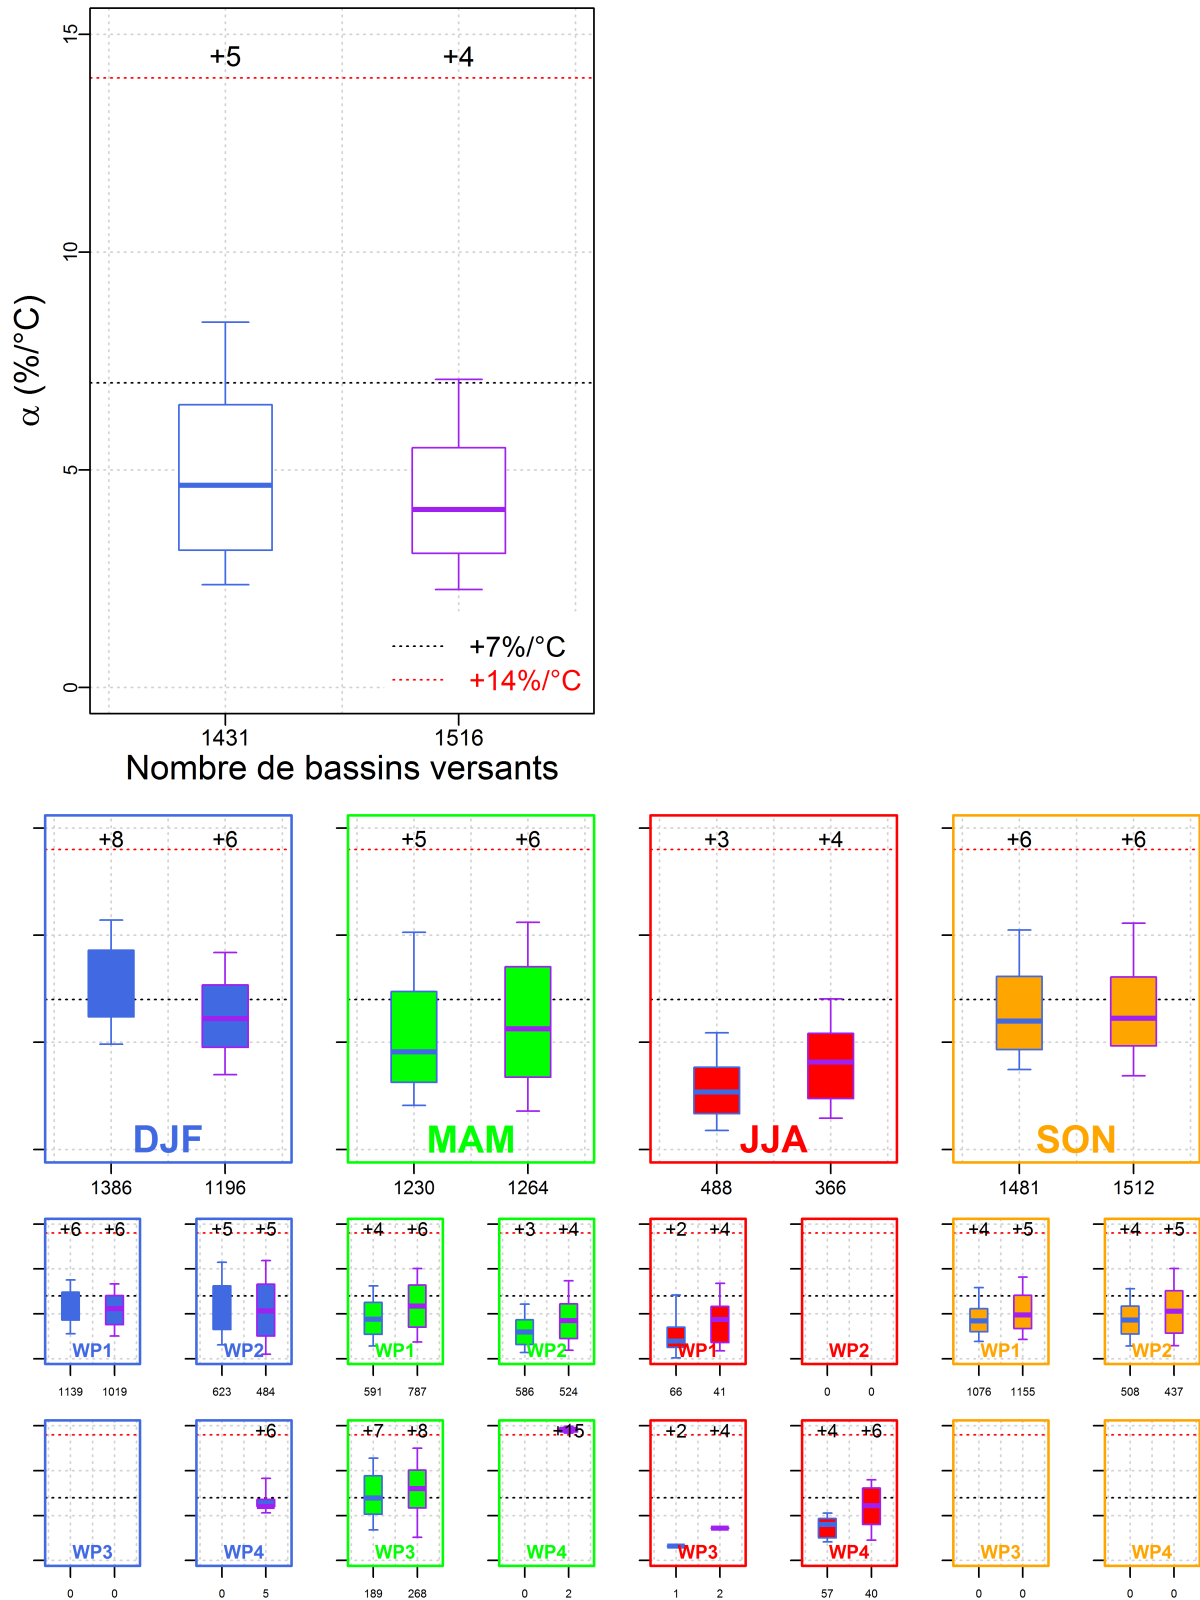 15
+5 +4
10
α (%/°C)
5
+7%/°C
+14%/°C
0
1431 1516
Nombre de bassins versants
+8 +6 +5 +6 +3 +4 +6 +6
DJF MAM JJA SON
1386 1196 1230 1264 488 366 1481 1512
+6 +6 +5 +5 +4 +6 +3 +4 +2 +4 +4 +5 +4 +5
WP1 WP2 WP1 WP2 WP1 WP2 WP1 WP2
1139 1019 623 484 591 787 586 524 66 41 0 0 1076 1155 508 437
+6 +7 +8 +15 +2 +4 +4 +6
WP3 WP4 WP3 WP4 WP3 WP4 WP3 WP4
0 0 0 5 189 268 0 2 1 2 57 40 0 0 0 0